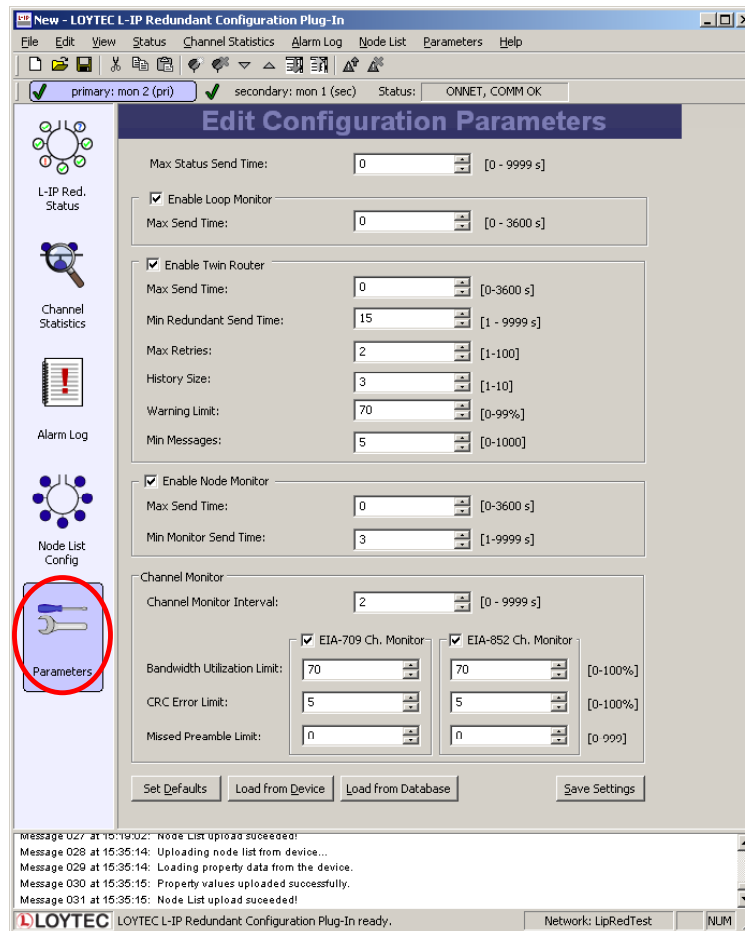 New - LOYTEC L-IP Redundant Configuration Plug-In
File Edit View Status Channel Statistics Alarm Log Node List Parameters Help
primary: mon 2 (pri) secondary: mon 1 (sec) Status: ONNET, COMM OK
Edit Configuration Parameters
L-IP Red.
Status
Channel
Statistics
Alarm Log
Node List
Config
Parameters
Max Status Send Time: 0 [0 - 9999 s]
Enable Loop Monitor
Max Send Time: 0 [0 - 3600 s]
Enable Twin Router
Max Send Time: 0 [0-3600 s]
Min Redundant Send Time: 15 [1 - 9999 s]
Max Retries: 2 [1-100]
History Size: 3 [1-10]
Warning Limit: 70 [0-99%]
Min Messages: 5 [0-1000]
Enable Node Monitor
Max Send Time: 0 [0-3600 s]
Min Monitor Send Time: 3 [1-9999 s]
Channel Monitor
Channel Monitor Interval: 2 [0 - 9999 s]
EIA-709 Ch. Monitor EIA-852 Ch. Monitor
Bandwidth Utilization Limit: 70 70 [0-100%]
CRC Error Limit: 5 5 [0-100%]
Missed Preamble Limit: 0 0 [0-999]
Set Defaults Load from Device Load from Database Save Settings
Message 027 at 15:19:02: Node List upload suceeded!
Message 028 at 15:35:14: Uploading node list from device...
Message 029 at 15:35:14: Loading property data from the device.
Message 030 at 15:35:15: Property values uploaded successfully.
Message 031 at 15:35:15: Node List upload suceeded!
LOYTEC LOYTEC L-IP Redundant Configuration Plug-In ready. Network: LipRedTest NUM